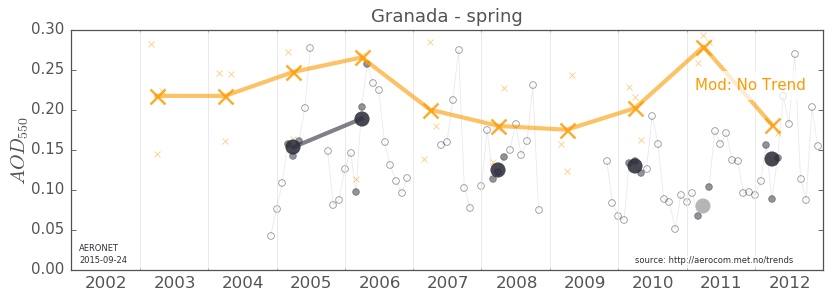 Granada - spring
0.30
0.25
0.20
0.15
0.10
0.05
0.00
AOD550
Mod: No Trend
AERONET
2015-09-24
source: http://aerocom.met.no/trends
2002 2003 2004 2005 2006 2007 2008 2009 2010 2011 2012